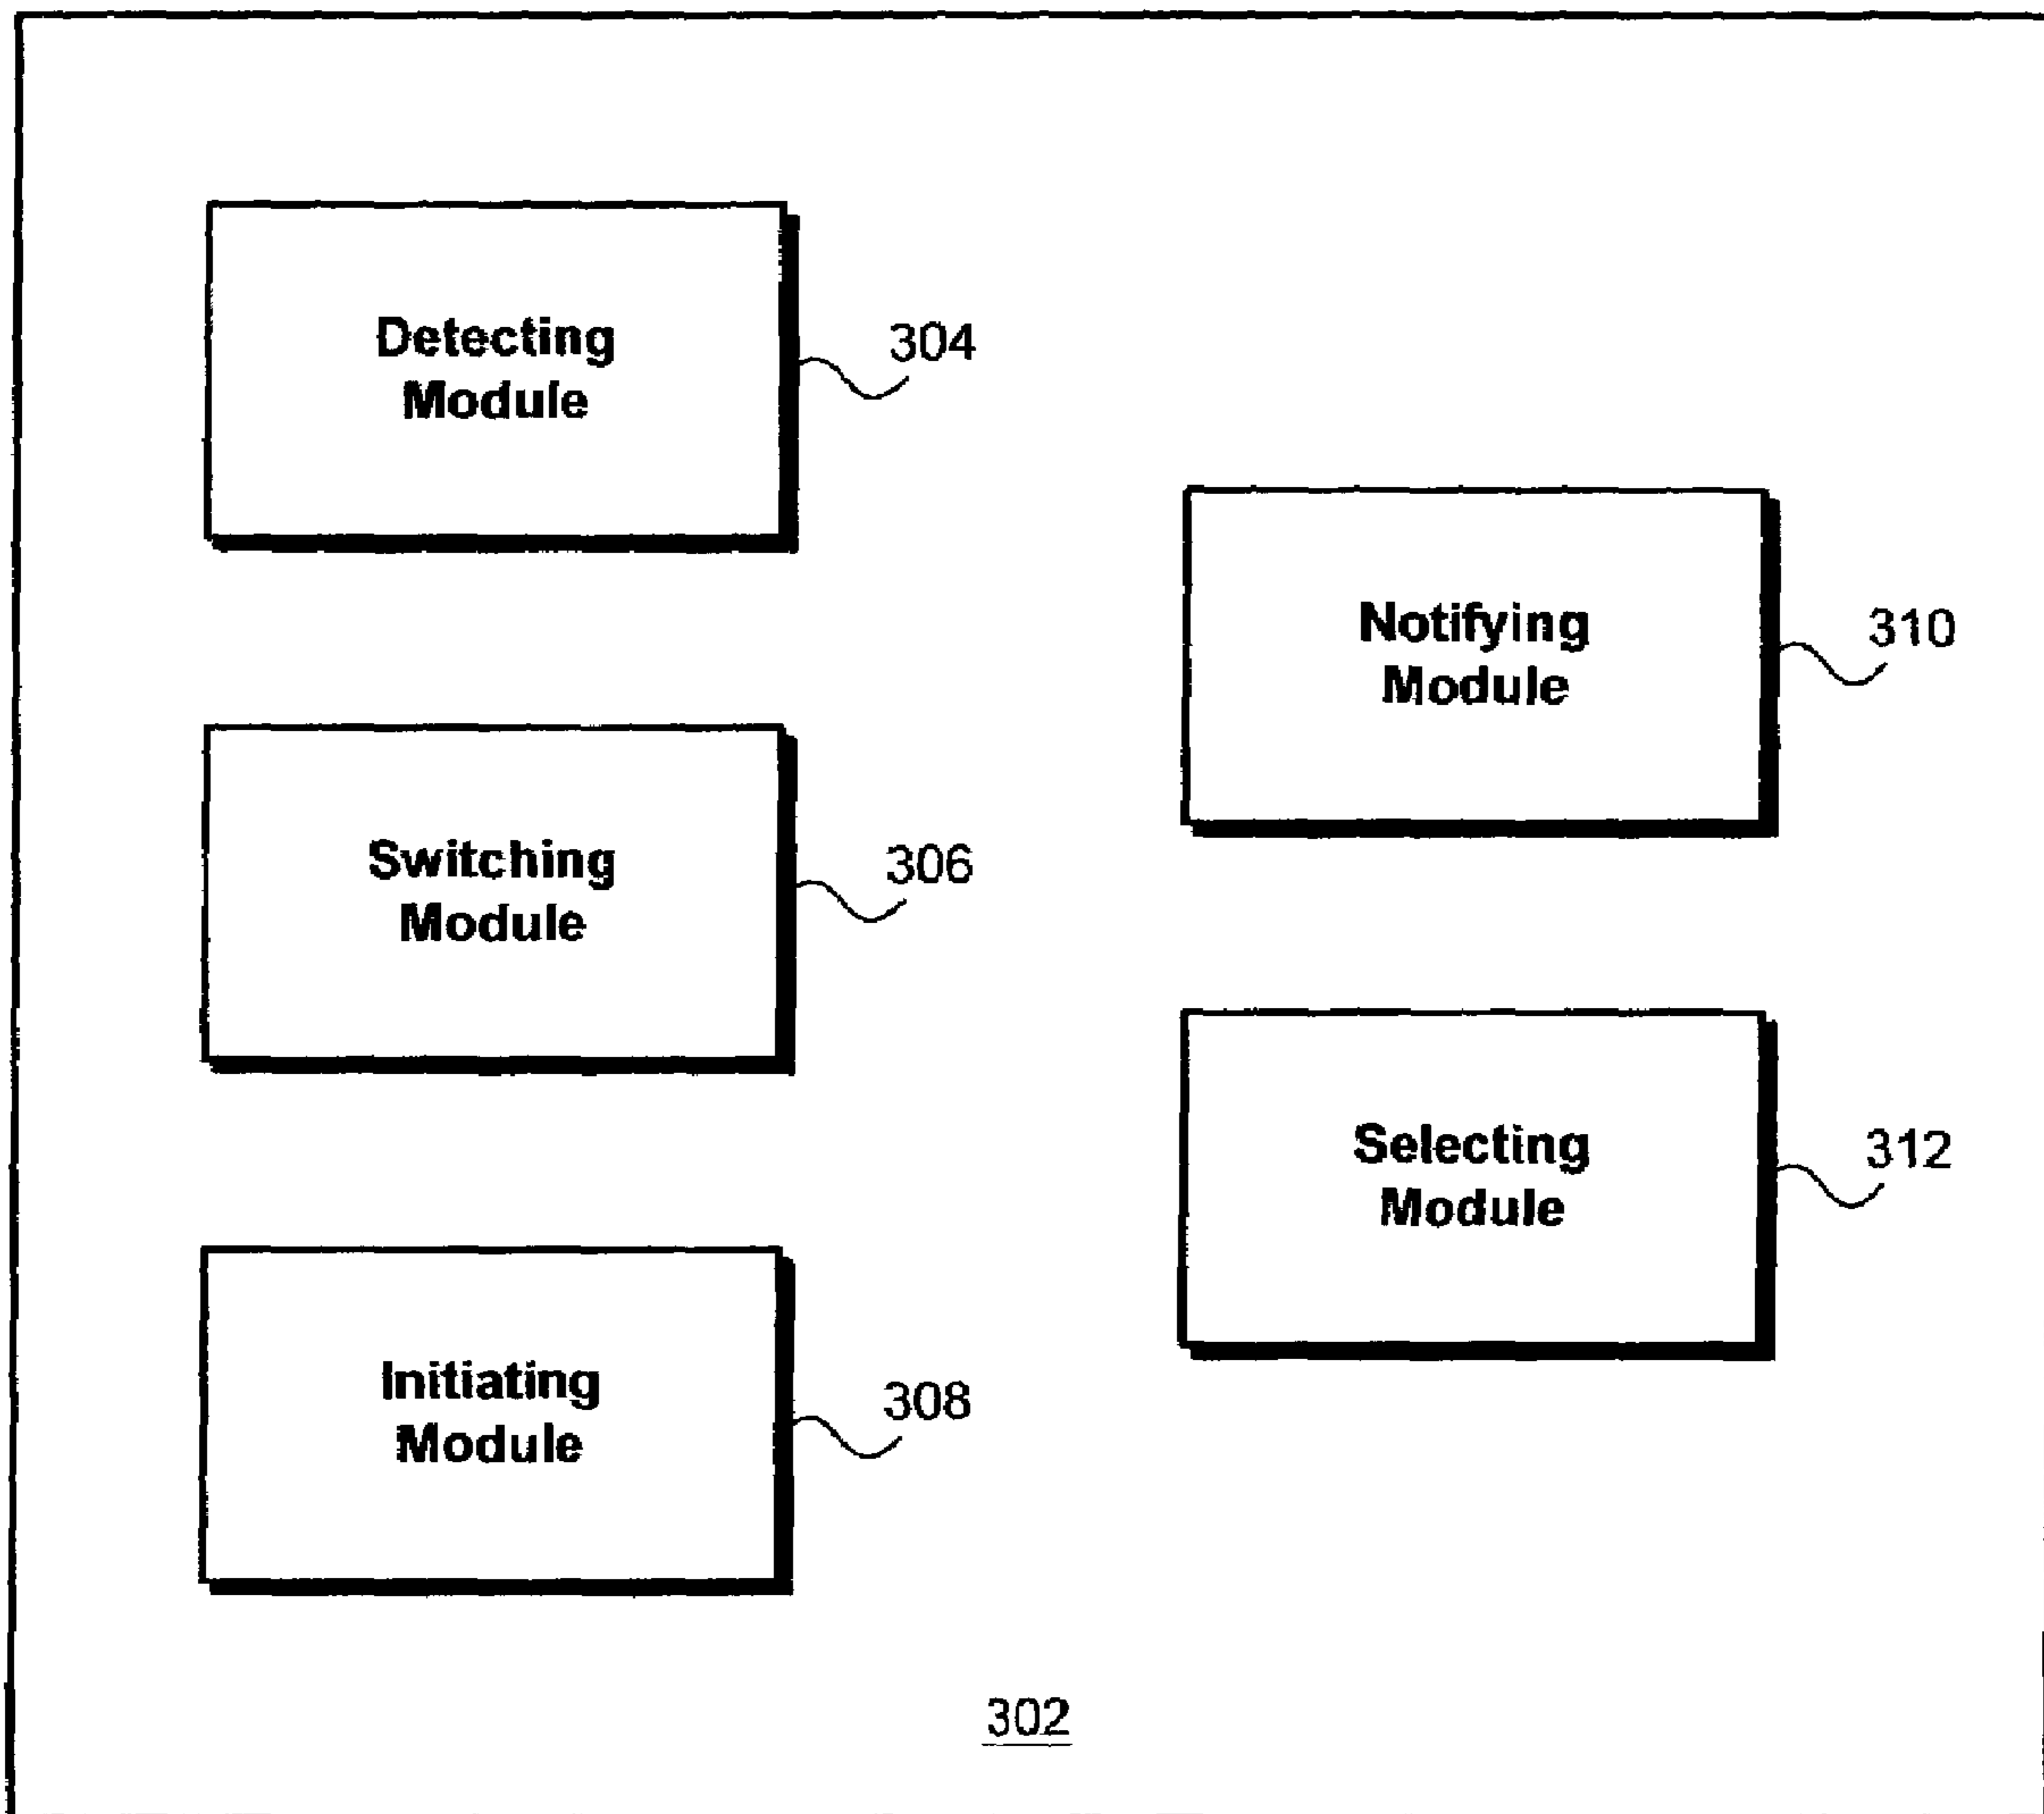 Detecting
Module
304
Switching
Module
306
Initiating
Module
308
Notifying
Module
310
Selecting
Module
312
302